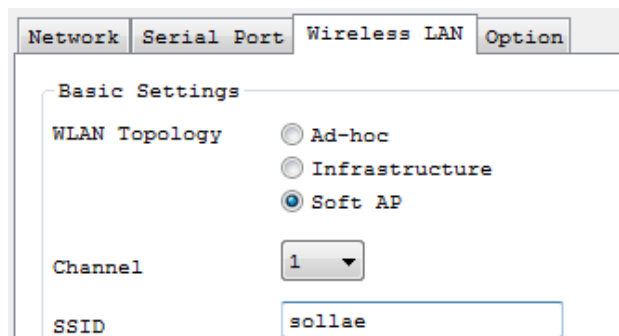 Network Serial Port Wireless LAN Option
Basic Settings
WLAN Topology Ad-hoc
Infrastructure
Soft AP
Channel 1
SSID sollae